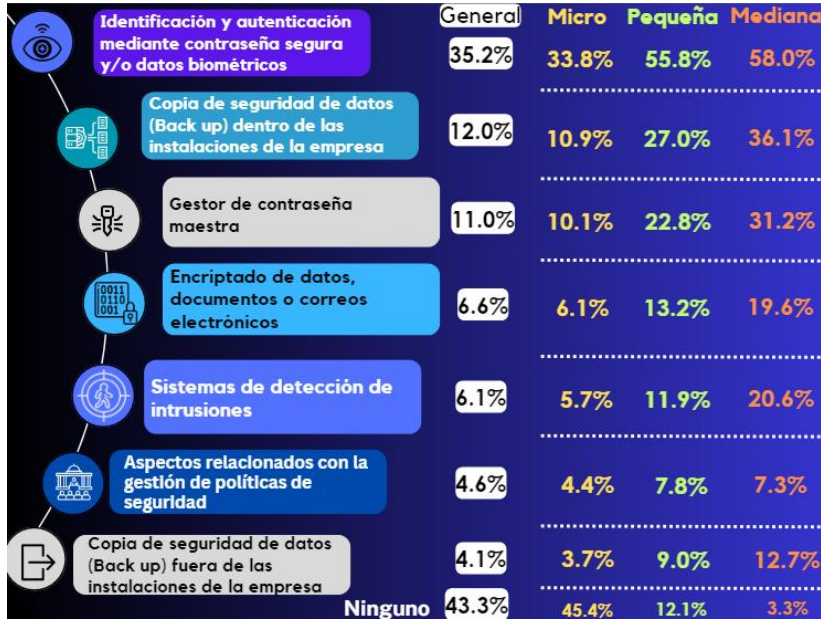 General Micro Pequeña Mediana
Identificación y autenticación
mediante contraseña segura
y/o datos biométricos
35.2% 33.8% 55.8% 58.0%
Copia de seguridad de datos
(Back up) dentro de las
instalaciones de la empresa
12.0% 10.9% 27.0% 36.1%
Gestor de contraseña
maestra
11.0% 10.1% 22.8% 31.2%
0011
0110
001
Encriptado de datos,
documentos o correos
electrónicos
6.6% 6.1% 13.2% 19.6%
Sistemas de detección de
intrusiones
6.1% 5.7% 11.9% 20.6%
Aspectos relacionados con la
gestión de políticas de
seguridad
4.6% 4.4% 7.8% 7.3%
Copia de seguridad de datos
(Back up) fuera de las
instalaciones de la empresa
4.1% 3.7% 9.0% 12.7%
Ninguno 43.3% 45.4% 12.1% 3.3%